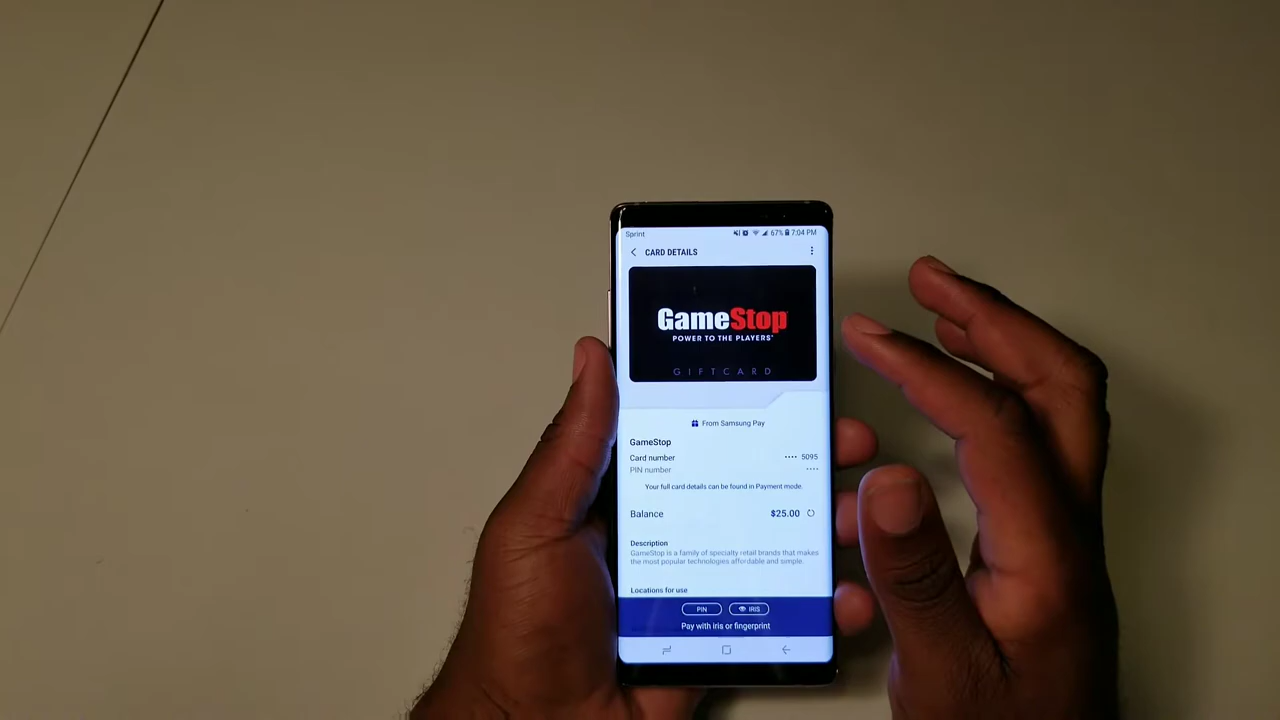 Sprint 67% 7:04 PM
CARD DETAILS
GameStop
POWER TO THE PLAYERS
GIFTCARD
From Samsung Pay
GameStop
Card number •••• 5095
PIN number ••••
Your full card details can be found in Payment mode.
Balance $25.00
Description
GameStop is a family of specialty retail brands that makes
the most popular technologies affordable and simple.
Locations for use
PIN IRIS
Pay with Iris or fingerprint